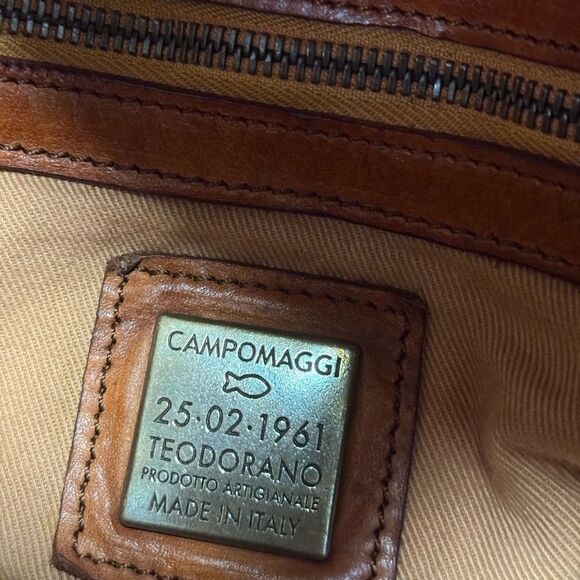 CAMPOMAGGI
25·02·1961
TEODORANO
PRODOTTO ARTIGIANALE
MADE IN ITALY